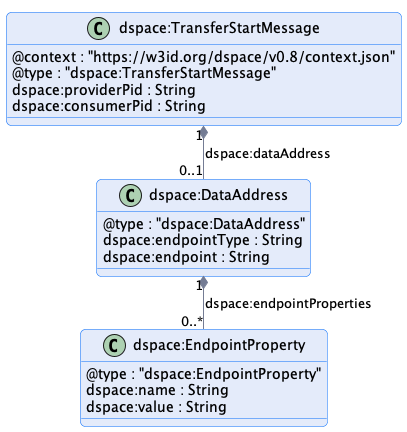 C dspace:TransferStartMessage
@context : "https://w3id.org/dspace/v0.8/context.json"
@type : "dspace:TransferStartMessage"
dspace:providerPid : String
dspace:consumerPid : String
1
dspace:dataAddress
0..1
C dspace:DataAddress
@type : "dspace:DataAddress"
dspace:endpointType : String
dspace:endpoint : String
1
dspace:endpointProperties
0..*
C dspace:EndpointProperty
@type : "dspace:EndpointProperty"
dspace:name : String
dspace:value : String